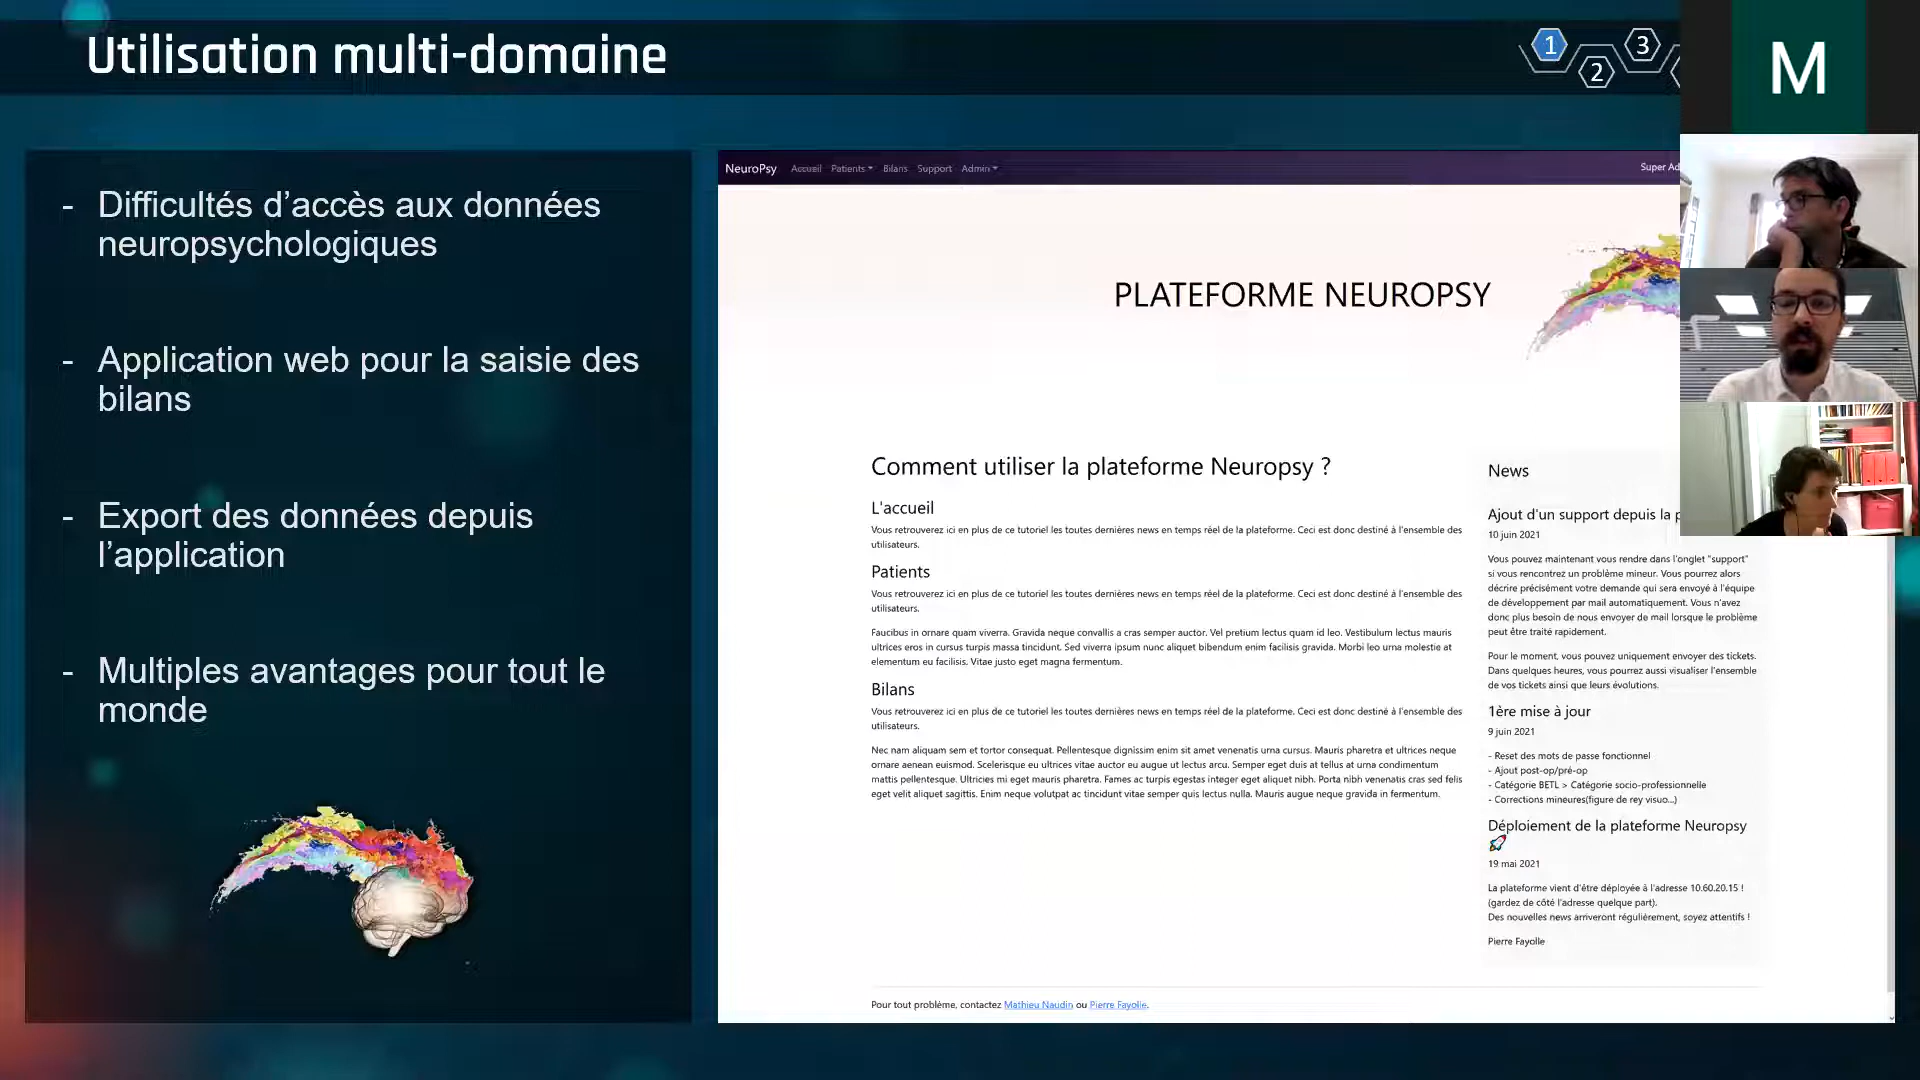 Utilisation multi-domaine
1
2
3
M
- Difficultés d’accès aux données
neuropsychologiques
- Application web pour la saisie des
bilans
- Export des données depuis
l’application
- Multiples avantages pour tout le
monde
NeuroPsy Accueil Patients Bilans Support Admin
Super Ad
PLATEFORME NEUROPSY
Comment utiliser la plateforme Neuropsy ?
L'accueil
Vous retrouverez ici en plus de ce tutoriel les toutes dernières news en temps réel de la plateforme. Ceci est donc destiné à l'ensemble des
utilisateurs.
Patients
Vous retrouverez ici en plus de ce tutoriel les toutes dernières news en temps réel de la plateforme. Ceci est donc destiné à l'ensemble des
utilisateurs.
Faucibus in ornare quam viverra. Gravida neque convallis a cras semper auctor. Vel pretium lectus quam id leo. Vestibulum lectus mauris
ultrices eros in cursus turpis massa tincidunt. Sed viverra ipsum nunc aliquet bibendum enim facilisis gravida. Morbi leo urna molestie at
elementum eu facilisis. Vitae justo eget magna fermentum.
Bilans
Vous retrouverez ici en plus de ce tutoriel les toutes dernières news en temps réel de la plateforme. Ceci est donc destiné à l'ensemble des
utilisateurs.
Nec nam aliquam sem et tortor consequat. Pellentesque dignissim enim sit amet venenatis urna cursus. Mauris pharetra et ultrices neque
ornare aenean euismod. Scelerisque eu ultrices vitae auctor eu augue ut lectus arcu. Semper eget duis at tellus at urna condimentum
mattis pellentesque. Ultricies mi eget mauris pharetra. Fames ac turpis egestas integer eget aliquet nibh. Porta nibh venenatis cras sed felis
eget velit aliquet sagittis. Enim neque volutpat ac tincidunt vitae semper quis lectus nulla. Mauris augue neque gravida in fermentum.
News
Ajout d'un support depuis la p
10 juin 2021
Vous pouvez maintenant vous rendre dans l'onglet "support"
si vous rencontrez un problème mineur. Vous pourrez alors
décrire précisément votre demande qui sera envoyé à l'équipe
de développement par mail automatiquement. Vous n'avez
donc plus besoin de nous envoyer de mail lorsque le problème
peut être traité rapidement.
Pour le moment, vous pouvez uniquement envoyer des tickets.
Dans quelques heures, vous pourrez aussi visualiser l'ensemble
de vos tickets ainsi que leurs évolutions.
1ère mise à jour
9 juin 2021
- Reset des mots de passe fonctionnel
- Ajout post-op/pré-op
- Catégorie BETL > Catégorie socio-professionnelle
- Corrections mineures(figure de rey visuo...)
Déploiement de la plateforme Neuropsy
🚀
19 mai 2021
La plateforme vient d'être déployée à l'adresse 10.60.20.15 !
(gardez de côté l'adresse quelque part).
Des nouvelles news arriveront régulièrement, soyez attentifs !
Pierre Fayolle
Pour tout problème, contactez Mathieu Naudin ou Pierre Fayolle.